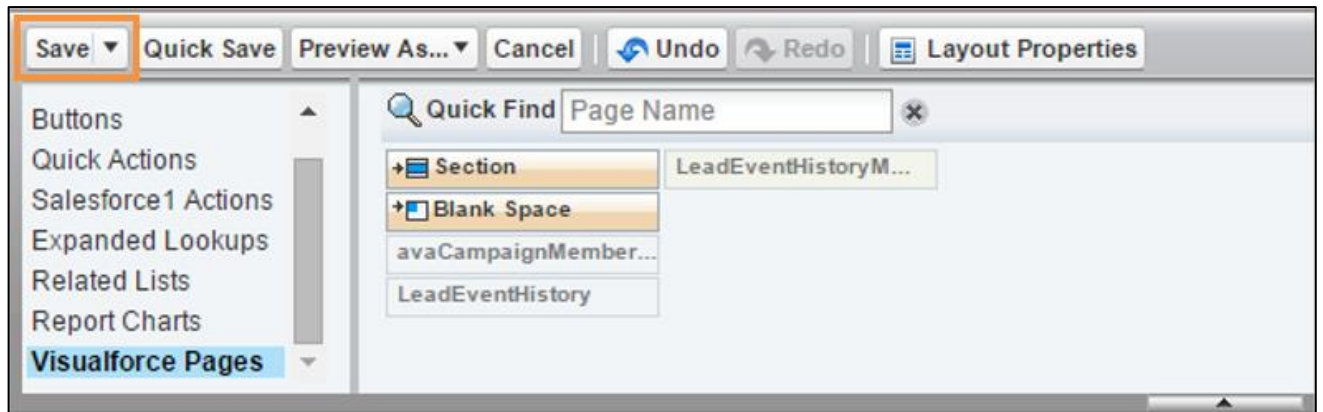 Save Quick Save Preview As... Cancel Undo Redo Layout Properties
Buttons
Quick Actions
Salesforce1 Actions
Expanded Lookups
Related Lists
Report Charts
Visualforce Pages
Quick Find Page Name
Section LeadEventHistoryM...
Blank Space
avaCampaignMember...
LeadEventHistory